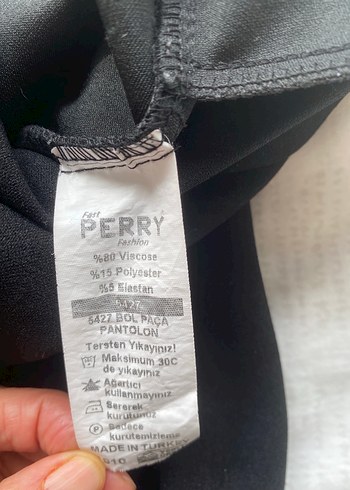 Fast
PERRY
Fashion
%80 Viscose
%15 Polyester
%5 Elastan
5427
5427 BOL PAÇA
PANTOLON
Tersten Yıkayınız!
Maksimum 30C
de yıkayınız
Ağartıcı
kullanmayınız
Sererek
kurutunuz
P
Sadece
kurutemizleme
MADE IN TURKEY